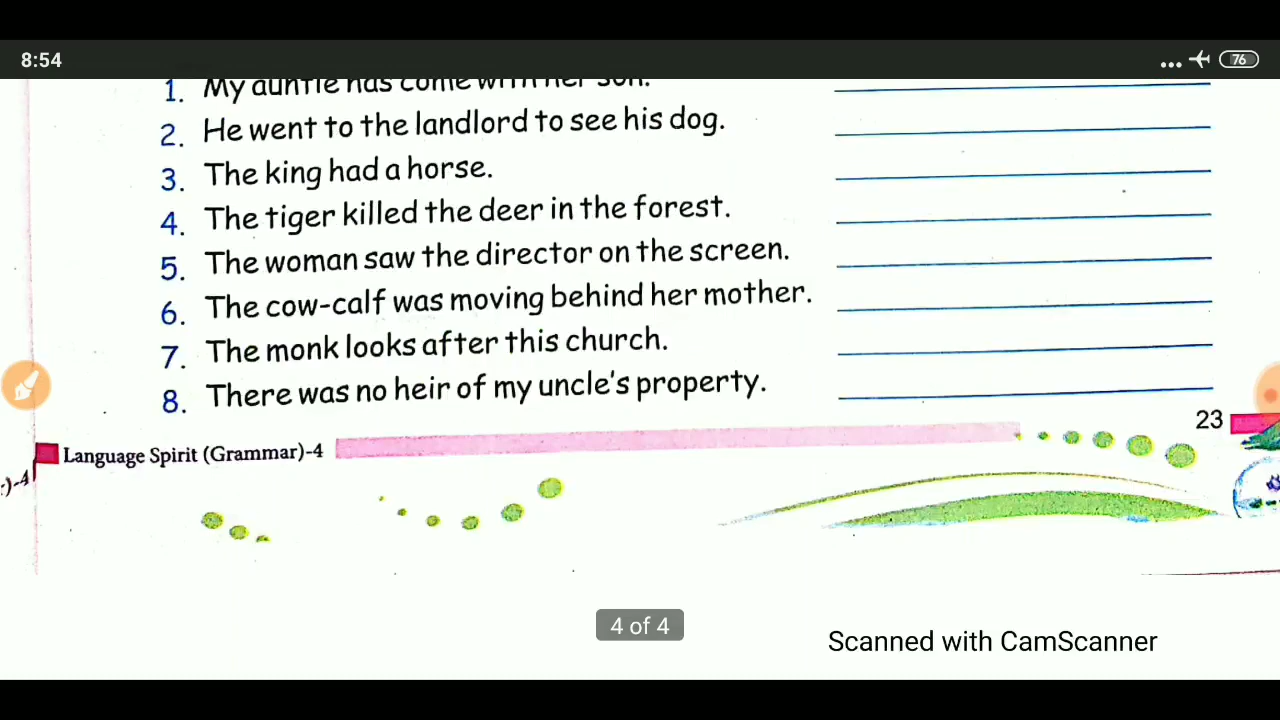 8:54
76
1. My auntie has come with her son.
2. He went to the landlord to see his dog.
3. The king had a horse.
4. The tiger killed the deer in the forest.
5. The woman saw the director on the screen.
6. The cow-calf was moving behind her mother.
7. The monk looks after this church.
8. There was no heir of my uncle's property.
23
Language Spirit (Grammar)-4
)-4
4 of 4
Scanned with CamScanner